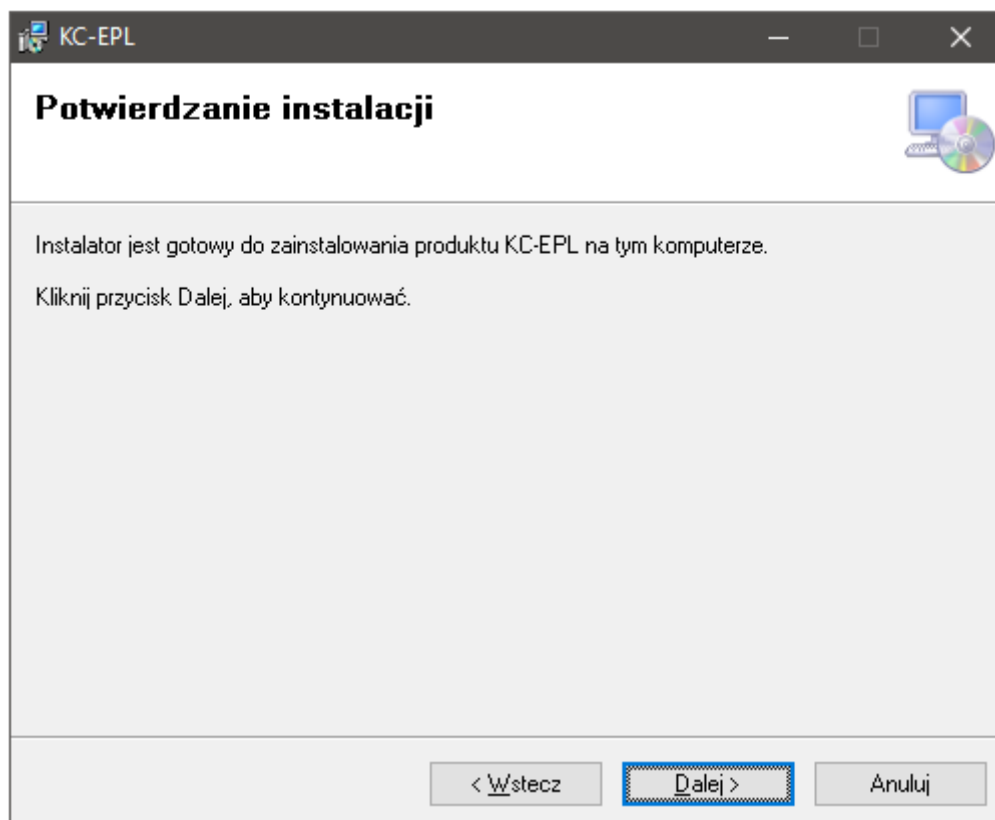 KC-EPL
Potwierdzanie instalacji
Instalator jest gotowy do zainstalowania produktu KC-EPL na tym komputerze.
Kliknij przycisk Dalej, aby kontynuować.
< Wstecz
Dalej >
Anuluj